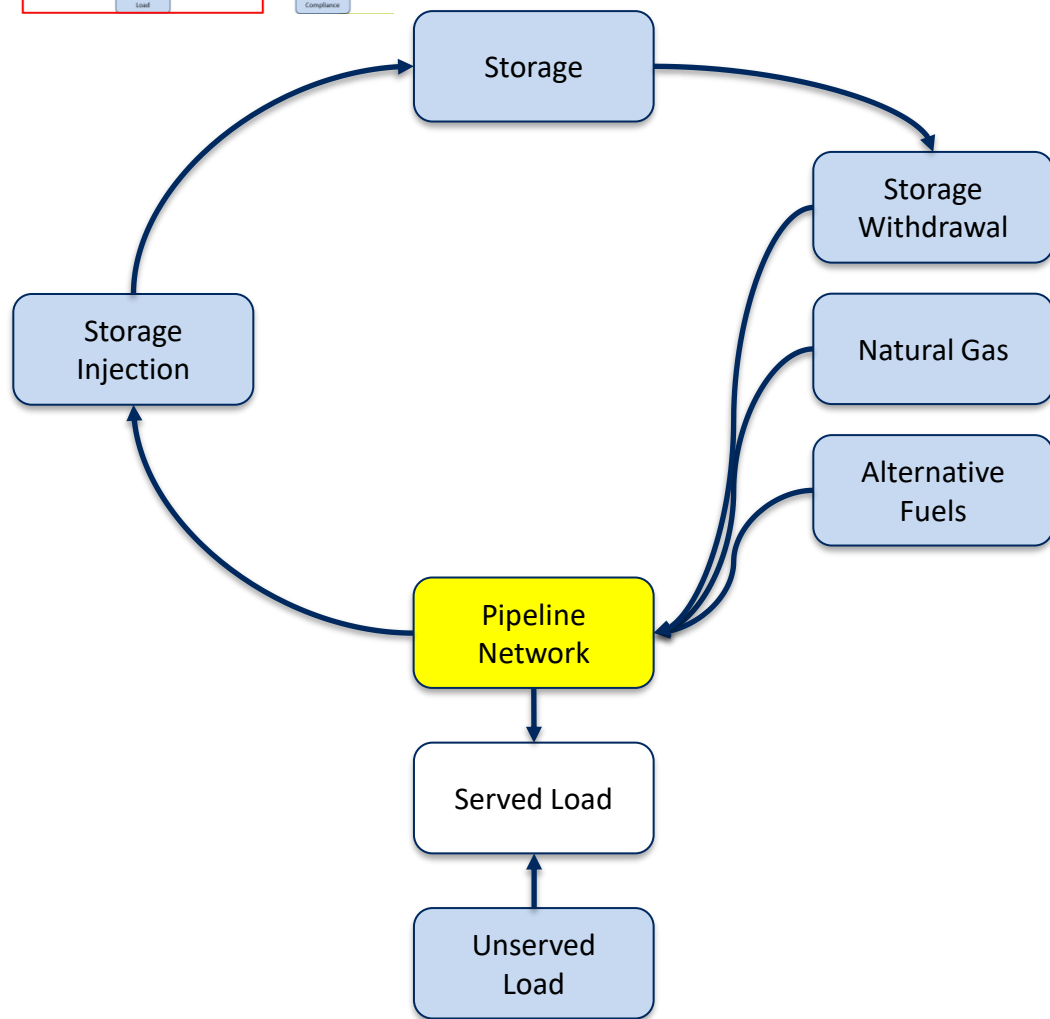 Load
Compliance
Storage
Storage
Withdrawal
Storage
Injection
Natural Gas
Alternative
Fuels
Pipeline
Network
Served Load
Unserved
Load